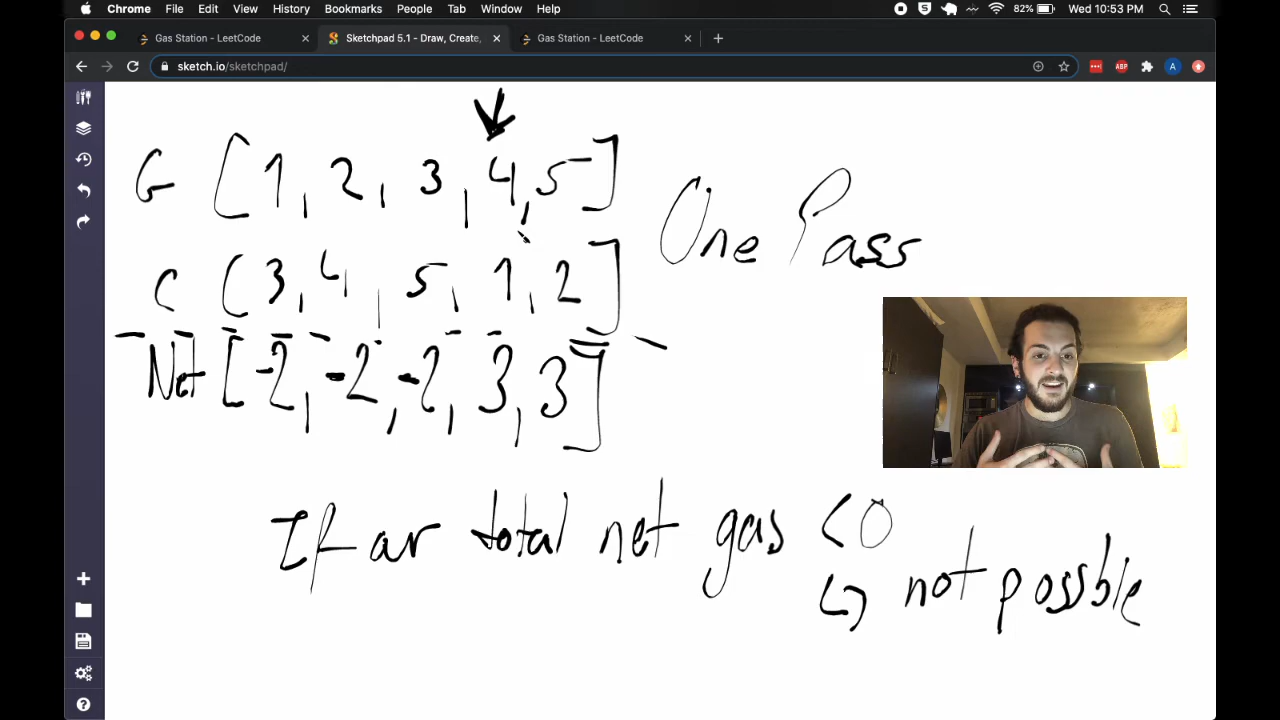 Chrome File Edit View History Bookmarks People Tab Window Help 82% Wed 10:53 PM
Gas Station - LeetCode Sketchpad 5.1 - Draw, Create, Gas Station - LeetCode
sketch.io/sketchpad/ ABP A
G [1, 2, 3, 4, 5]
One Pass
C [3, 4, 5, 1, 2]
Net [-2, -2, -2, 3, 3]
If our total net gas <0
↳ not possble